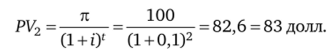 PV₂ = π / (1 + i)ᵗ = 100 / (1 + 0,1)² = 82,6 = 83 долл.